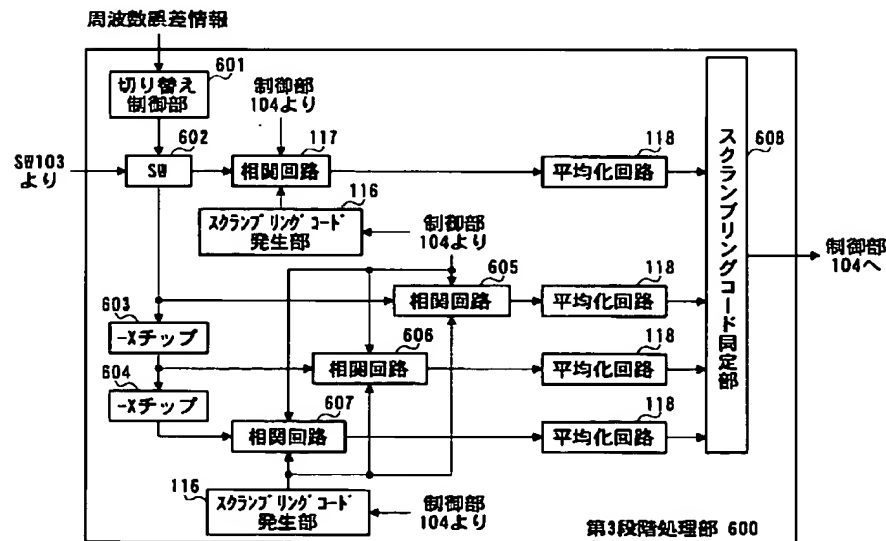 周波数誤差情報
601
切り替え
制御部
制御部
104より
602
117
118
608
SW103
より
SW
相関回路
平均化回路
スクランブリングコード同定部
116
スクランブリングコード
発生部
制御部
104より
制御部
104へ
605
118
相関回路
平均化回路
603
-Xチップ
606
118
相関回路
平均化回路
604
-Xチップ
607
118
相関回路
平均化回路
116
スクランブリングコード
発生部
制御部
104より
第3段階処理部 600